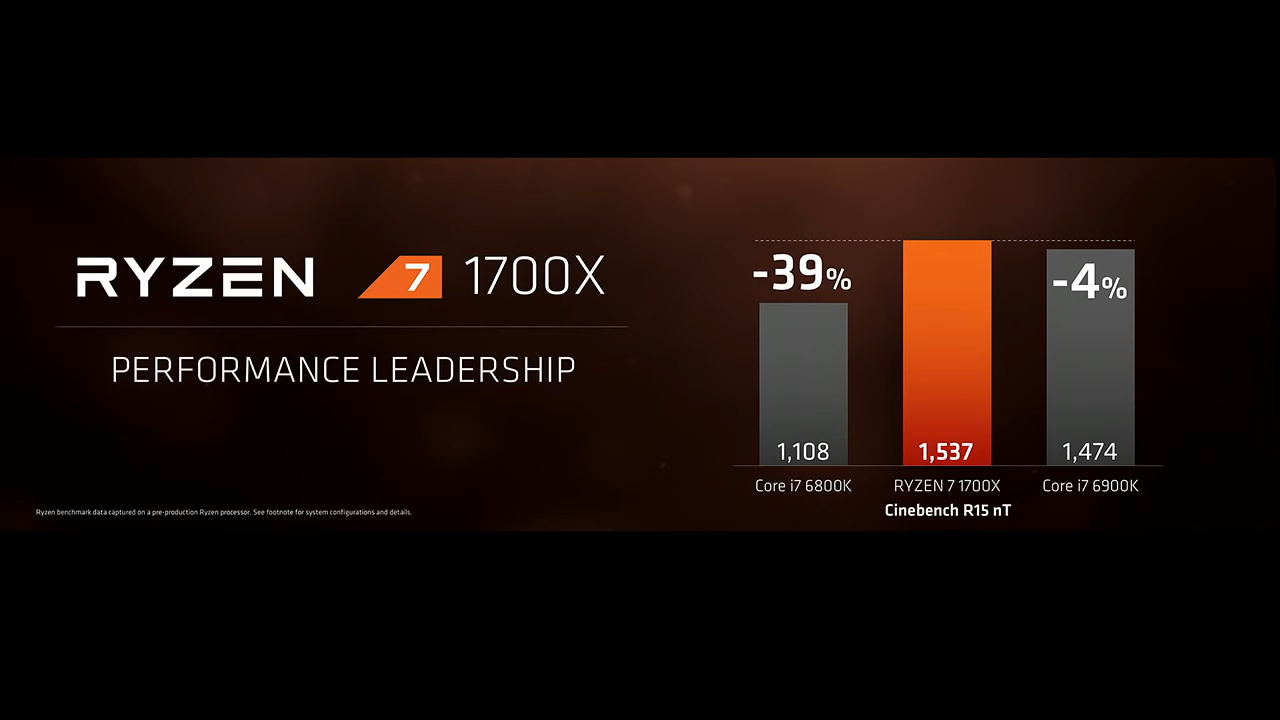 RYZEN 7 1700X
PERFORMANCE LEADERSHIP
Ryzen benchmark data captured on a pre-production Ryzen processor. See footnote for system configurations and details.
-39%
-4%
1,108
1,537
1,474
Core i7 6800K
RYZEN 7 1700X
Core i7 6900K
Cinebench R15 nT